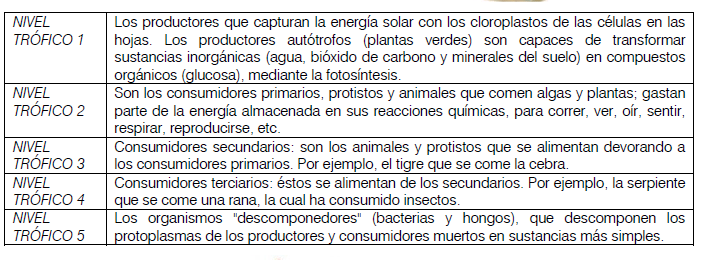 NIVEL
TRÓFICO 1
Los productores que capturan la energía solar con los cloroplastos de las células en las
hojas. Los productores autótrofos (plantas verdes) son capaces de transformar
sustancias inorgánicas (agua, bióxido de carbono y minerales del suelo) en compuestos
orgánicos (glucosa), mediante la fotosíntesis.
NIVEL
TRÓFICO 2
Son los consumidores primarios, protistos y animales que comen algas y plantas; gastan
parte de la energía almacenada en sus reacciones químicas, para correr, ver, oír, sentir,
respirar, reproducirse, etc.
NIVEL
TRÓFICO 3
Consumidores secundarios: son los animales y protistos que se alimentan devorando a
los consumidores primarios. Por ejemplo, el tigre que se come la cebra.
NIVEL
TRÓFICO 4
Consumidores terciarios: éstos se alimentan de los secundarios. Por ejemplo, la serpiente
que se come una rana, la cual ha consumido insectos.
NIVEL
TRÓFICO 5
Los organismos "descomponedores" (bacterias y hongos), que descomponen los
protoplasmas de los productores y consumidores muertos en sustancias más simples.